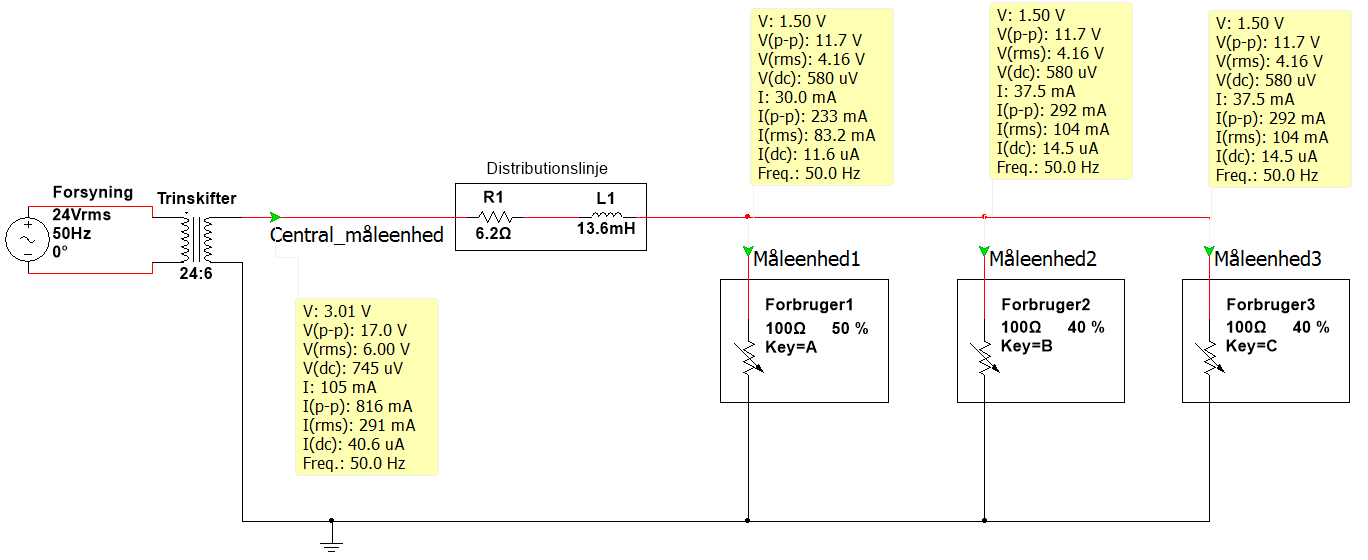 V: 1.50 V
V(p-p): 11.7 V
V(rms): 4.16 V
V(dc): 580 uV
I: 30.0 mA
I(p-p): 233 mA
I(rms): 83.2 mA
I(dc): 11.6 uA
Freq.: 50.0 Hz
V: 1.50 V
V(p-p): 11.7 V
V(rms): 4.16 V
V(dc): 580 uV
I: 37.5 mA
I(p-p): 292 mA
I(rms): 104 mA
I(dc): 14.5 uA
Freq.: 50.0 Hz
V: 1.50 V
V(p-p): 11.7 V
V(rms): 4.16 V
V(dc): 580 uV
I: 37.5 mA
I(p-p): 292 mA
I(rms): 104 mA
I(dc): 14.5 uA
Freq.: 50.0 Hz
Forsyning
24Vrms
50Hz
0°
Trinskifter
24:6
Central_måleenhed
Distributionslinje
R1
6.2Ω
L1
13.6mH
Måleenhed1
Måleenhed2
Måleenhed3
Forbruger1
100Ω 50 %
Key=A
Forbruger2
100Ω 40 %
Key=B
Forbruger3
100Ω 40 %
Key=C
V: 3.01 V
V(p-p): 17.0 V
V(rms): 6.00 V
V(dc): 745 uV
I: 105 mA
I(p-p): 816 mA
I(rms): 291 mA
I(dc): 40.6 uA
Freq.: 50.0 Hz